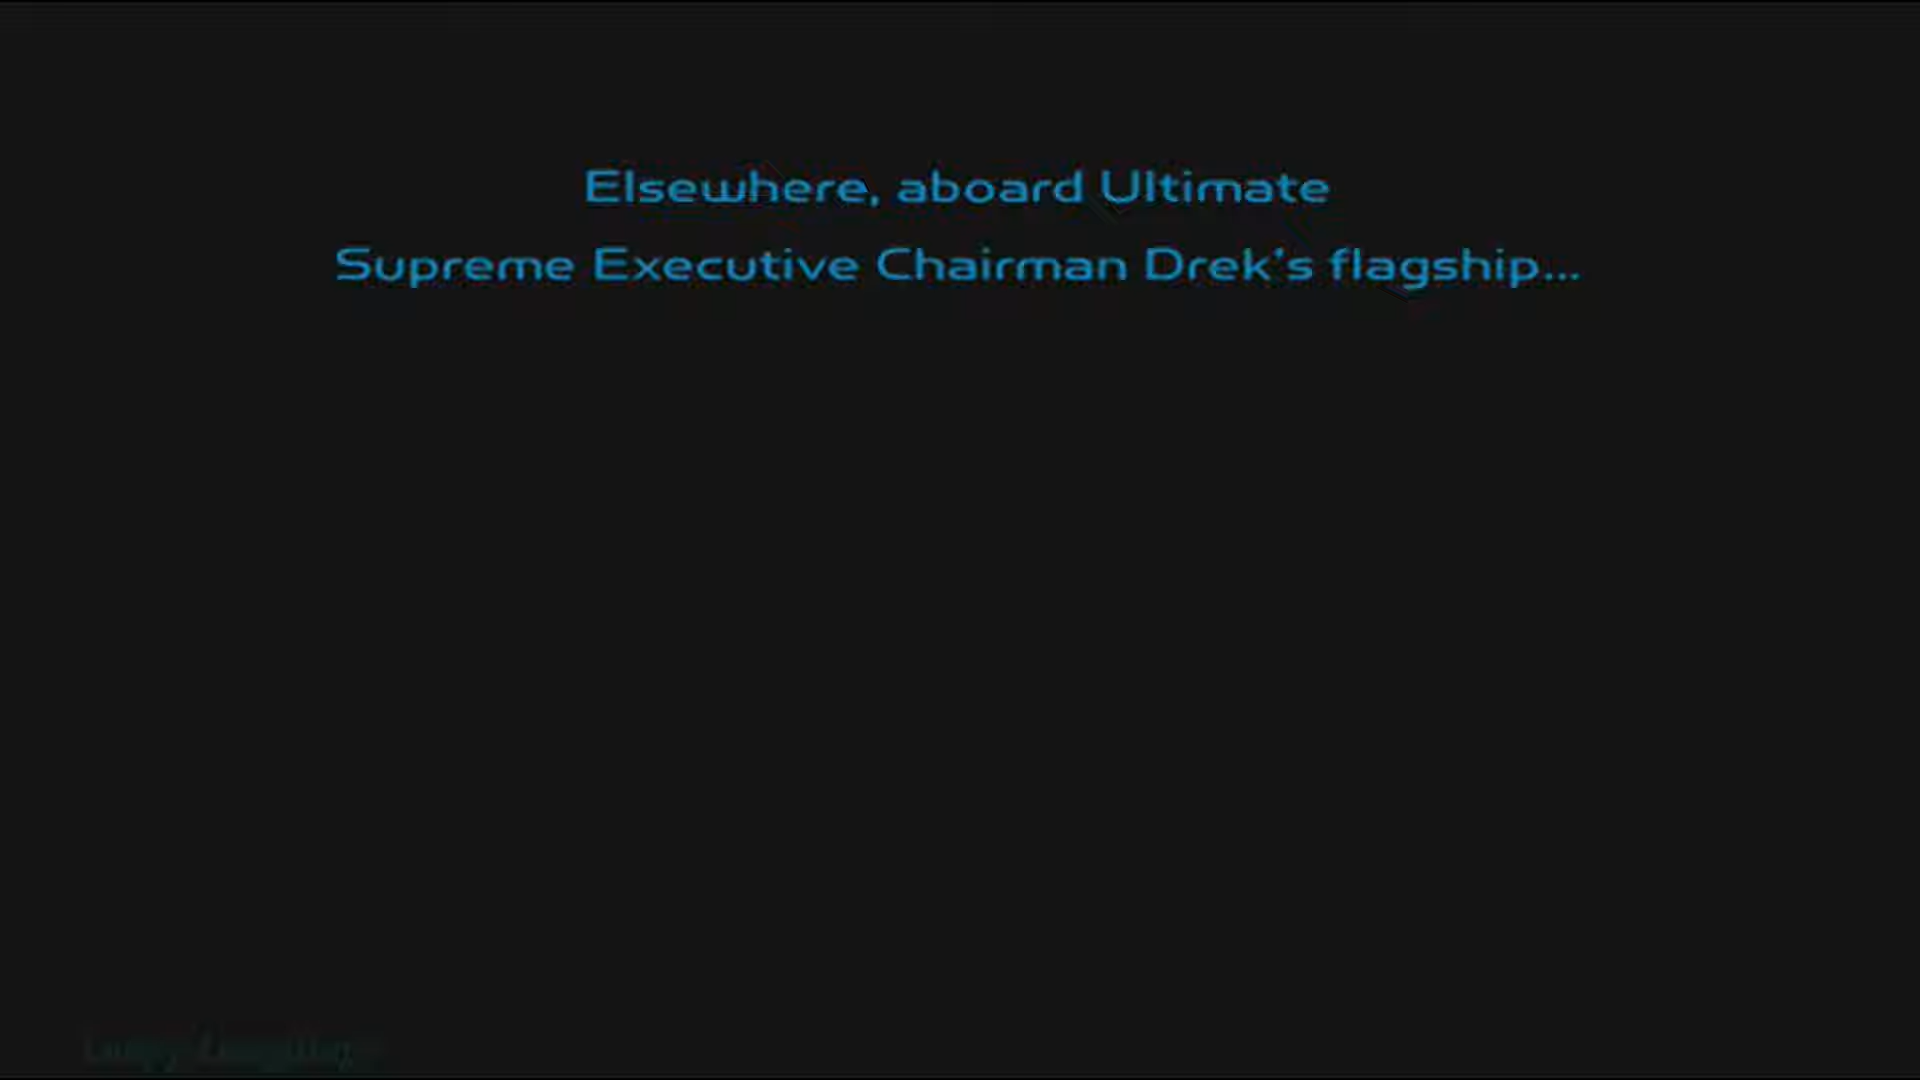 Elsewhere, aboard Ultimate
Supreme Executive Chairman Drek's flagship...